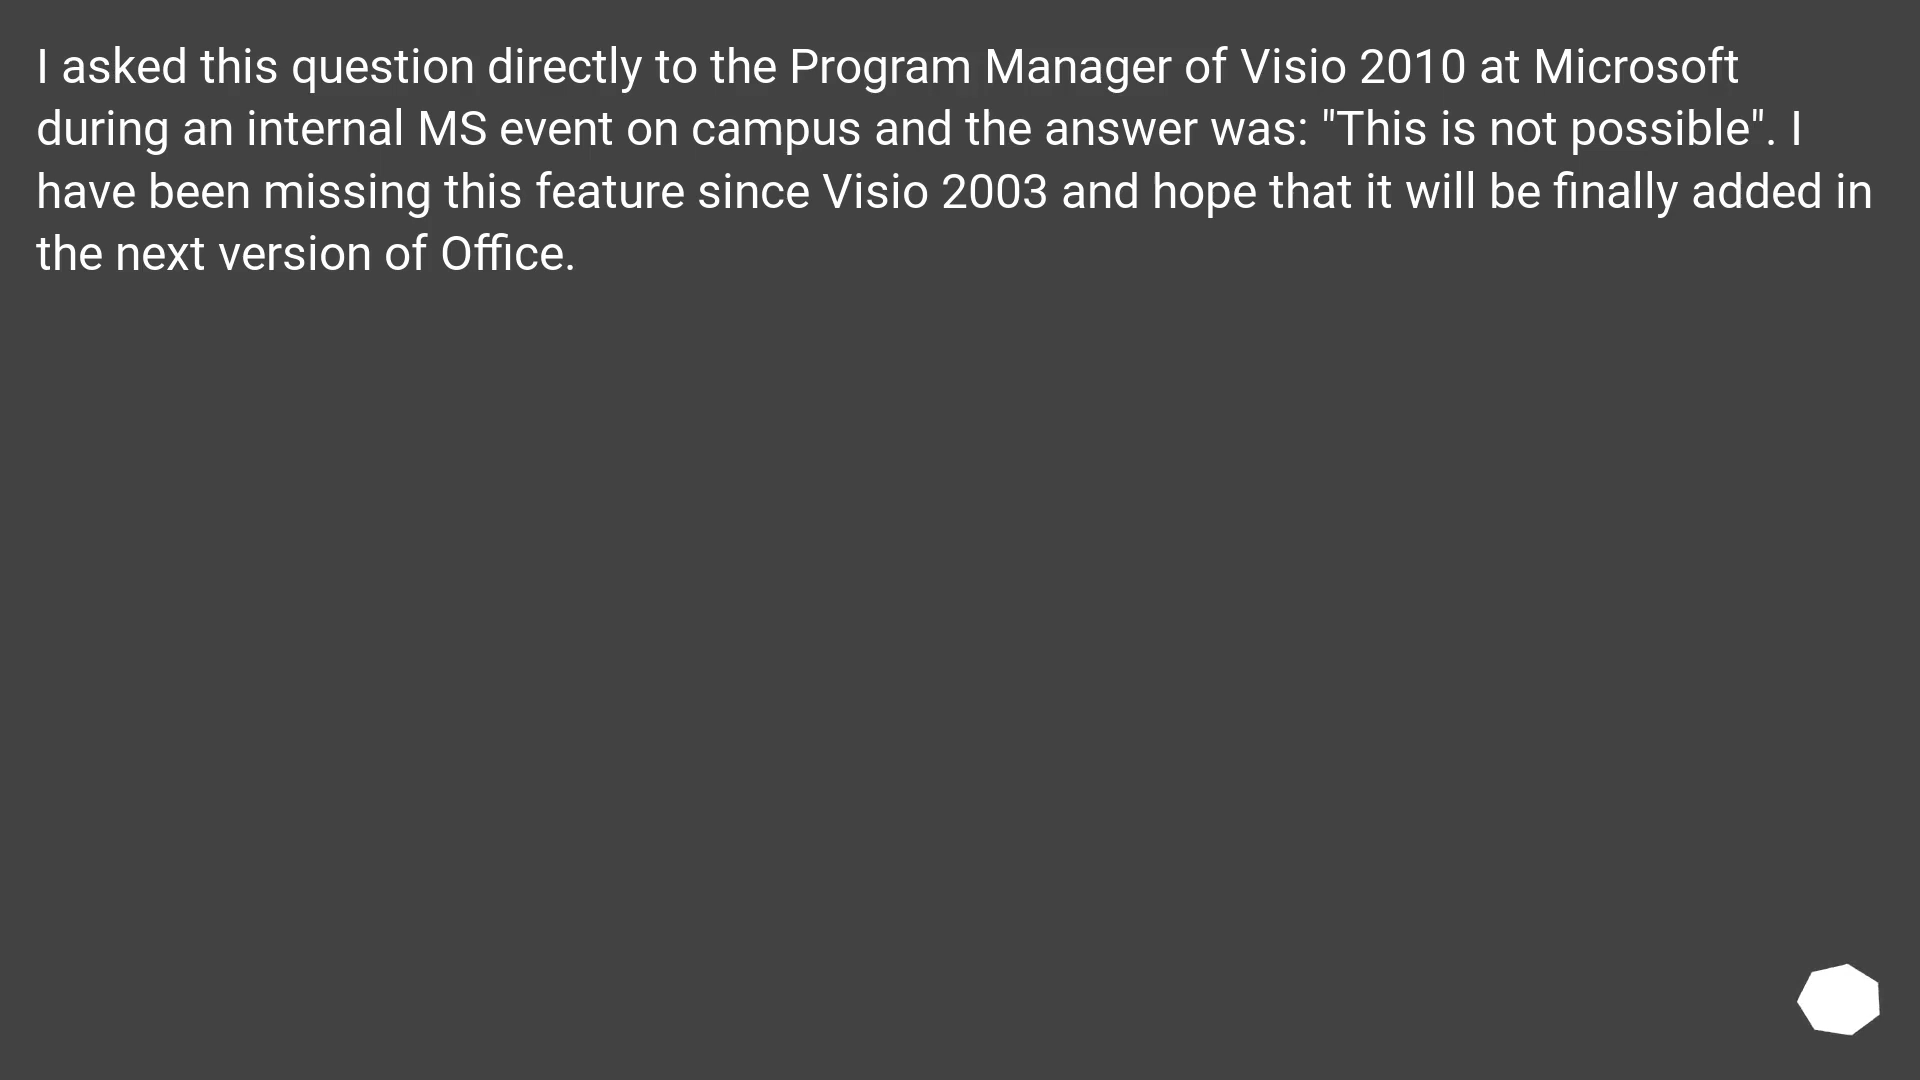 I asked this question directly to the Program Manager of Visio 2010 at Microsoft
during an internal MS event on campus and the answer was: "This is not possible". I
have been missing this feature since Visio 2003 and hope that it will be finally added in
the next version of Office.